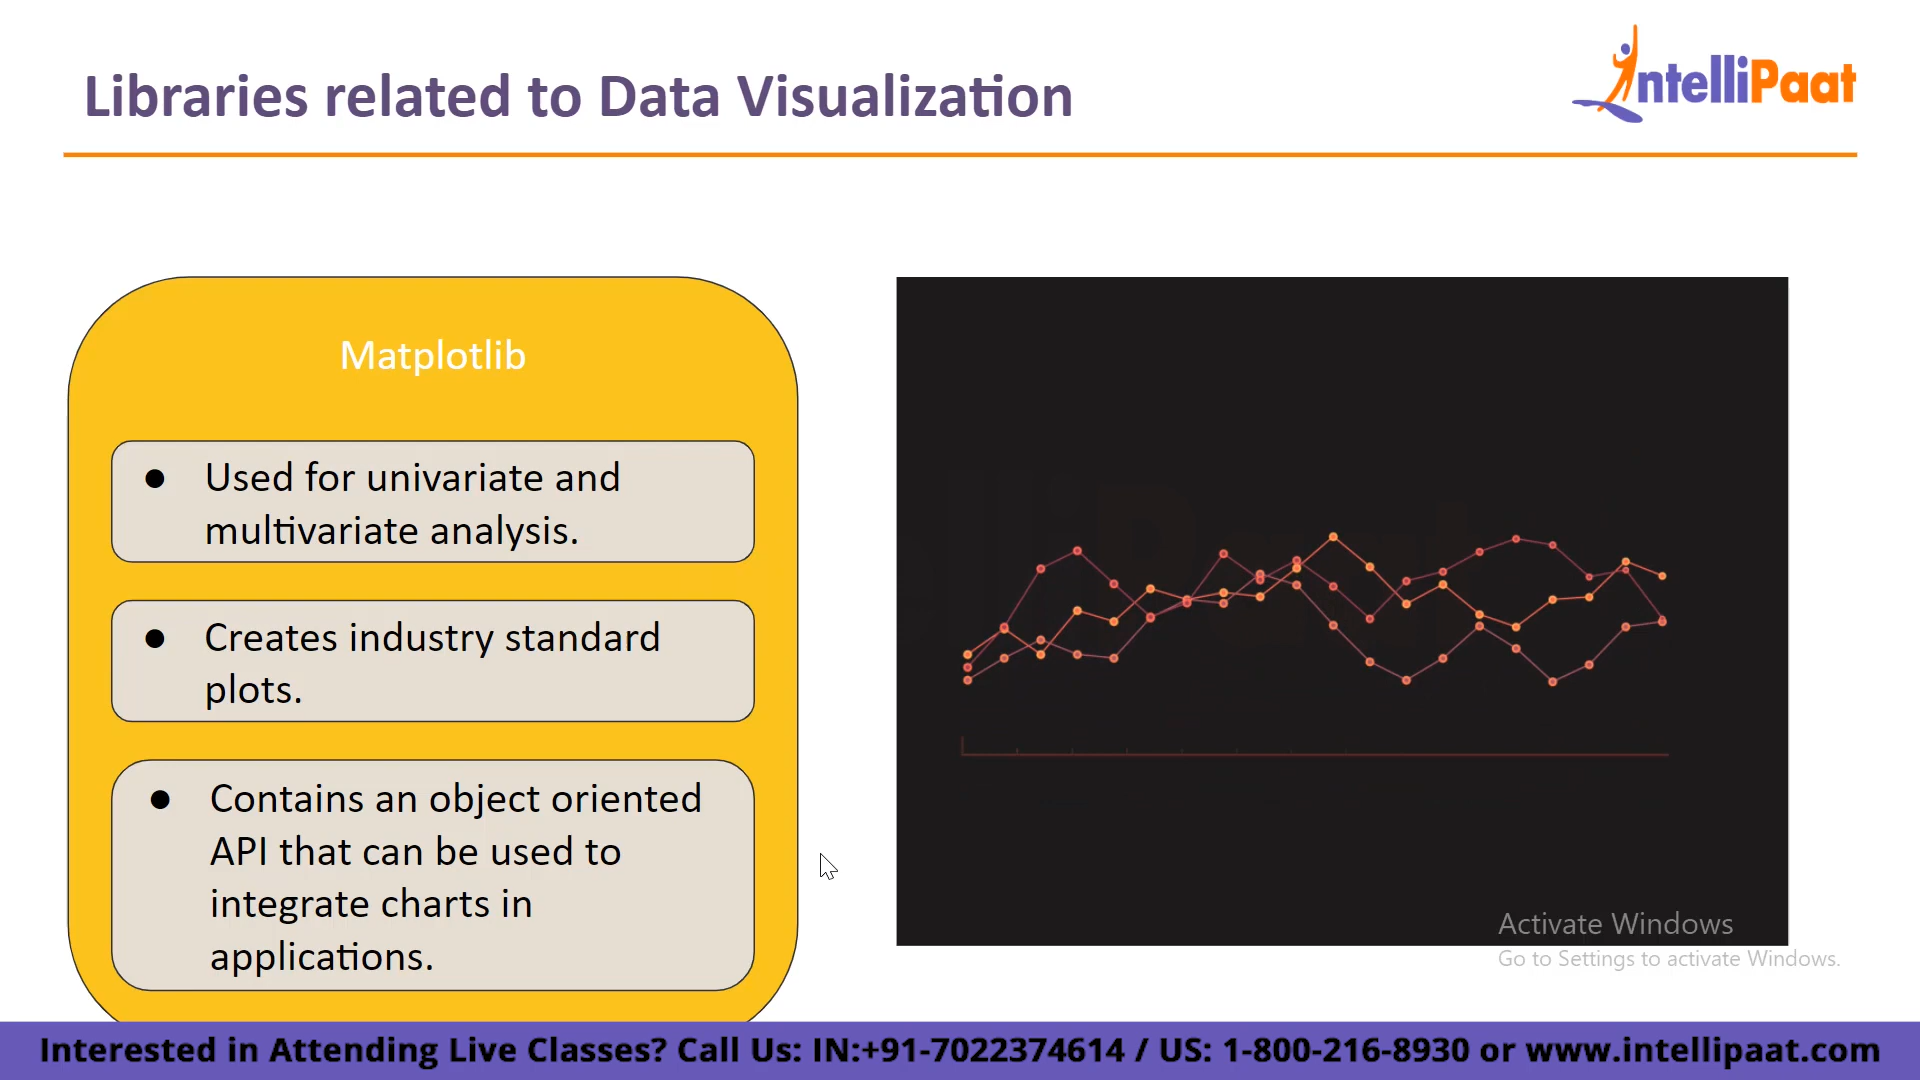 Libraries related to Data Visualization
IntelliPaat
Matplotlib
● Used for univariate and
multivariate analysis.
● Creates industry standard
plots.
● Contains an object oriented
API that can be used to
integrate charts in
applications.
Activate Windows
Go to Settings to activate Windows.
Interested in Attending Live Classes? Call Us: IN:+91-7022374614 / US: 1-800-216-8930 or www.intellipaat.com